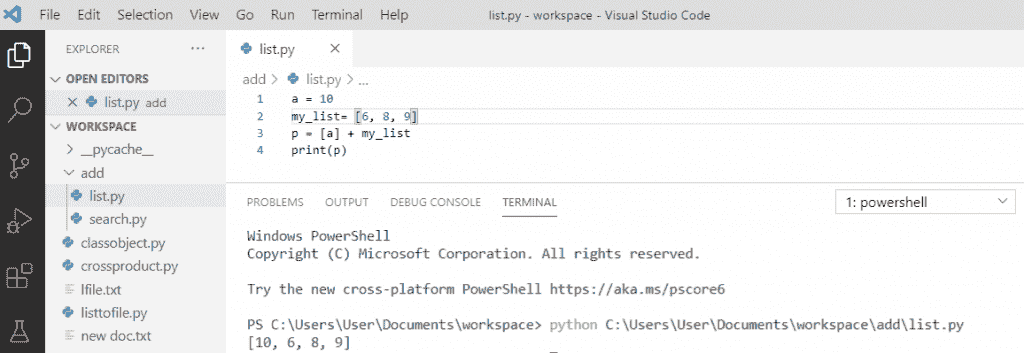 File Edit Selection View Go Run Terminal Help list.py - workspace - Visual Studio Code
EXPLORER ...
OPEN EDITORS
list.py add
WORKSPACE
__pycache__
add
list.py
search.py
classobject.py
crossproduct.py
lfile.txt
listtofile.py
new doc.txt
list.py
add > list.py > ...
1 a = 10
2 my_list= [6, 8, 9]
3 p = [a] + my_list
4 print(p)
PROBLEMS OUTPUT DEBUG CONSOLE TERMINAL 1: powershell
Windows PowerShell
Copyright (C) Microsoft Corporation. All rights reserved.
Try the new cross-platform PowerShell https://aka.ms/pscore6
PS C:\Users\User\Documents\workspace> python C:\Users\User\Documents\workspace\add\list.py
[10, 6, 8, 9]